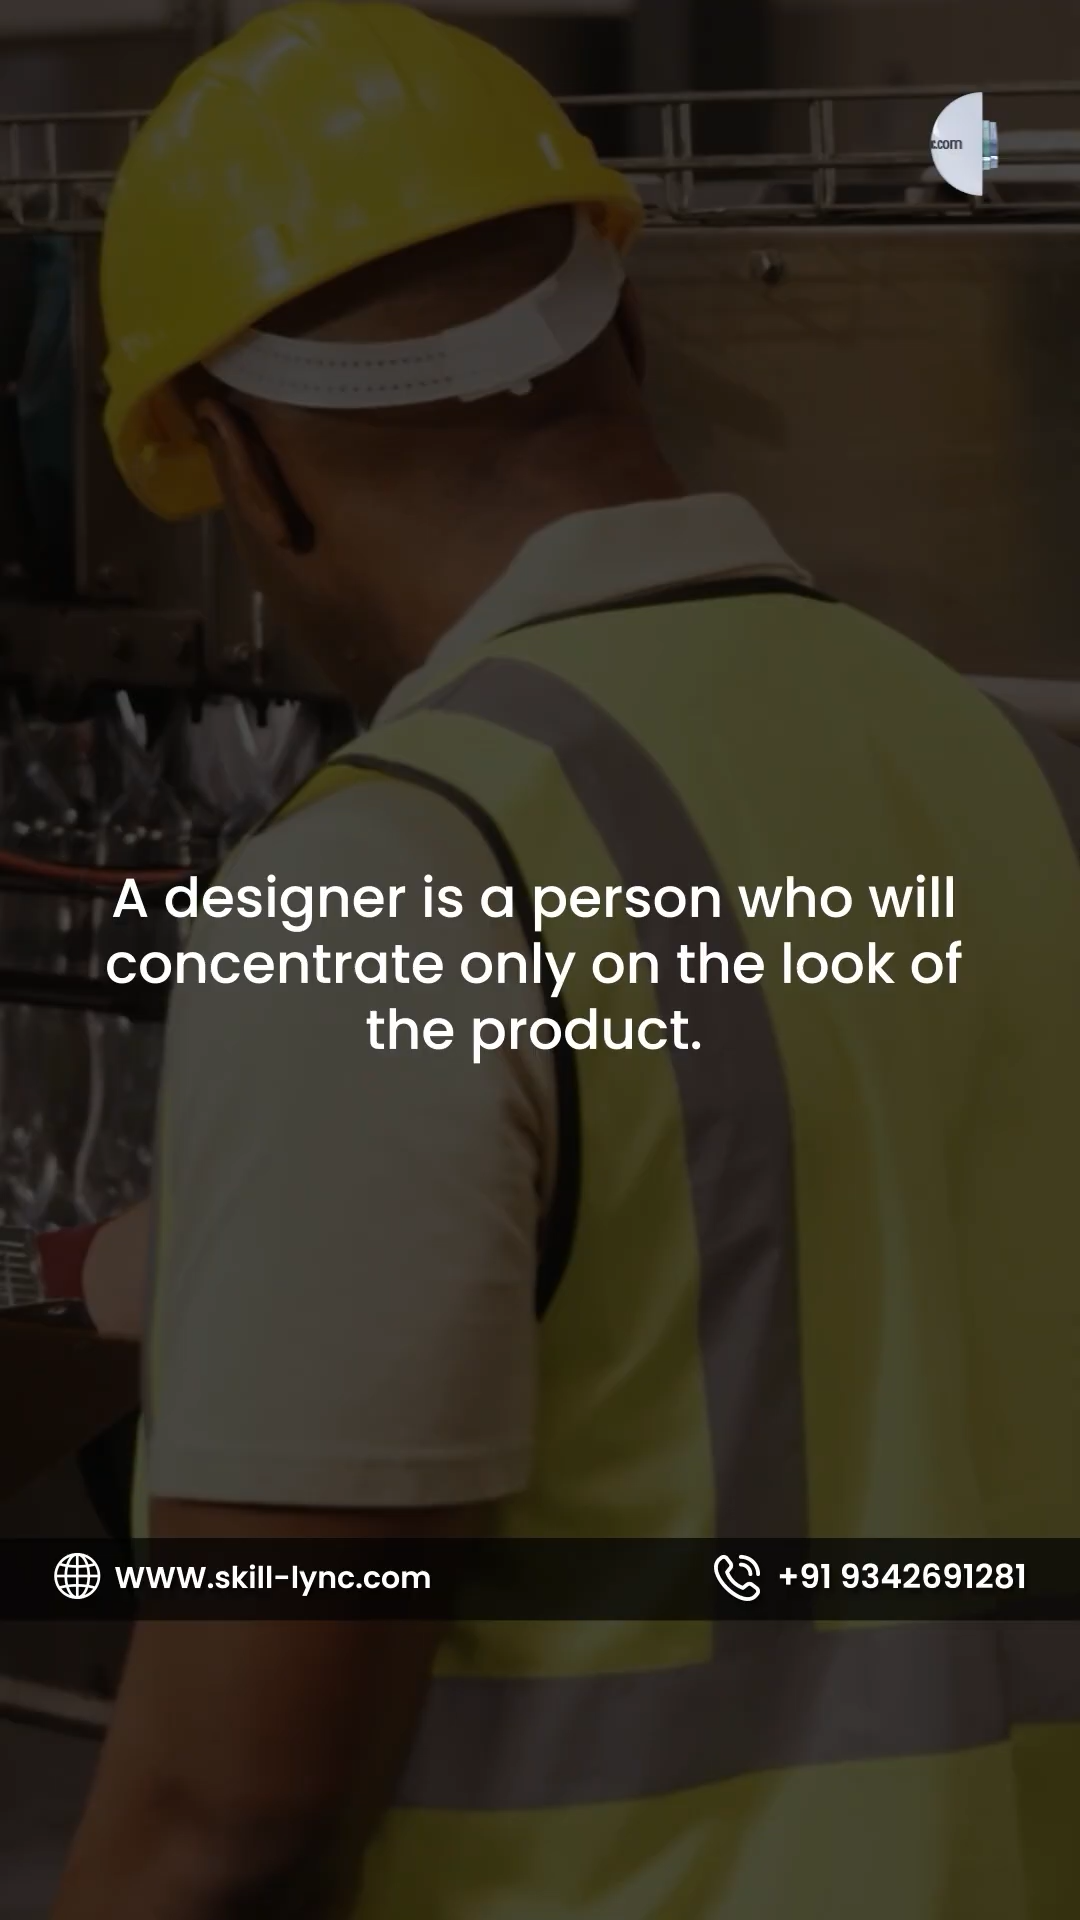 c.com
A designer is a person who will
concentrate only on the look of
the product.
www.skill-lync.com
+91 9342691281